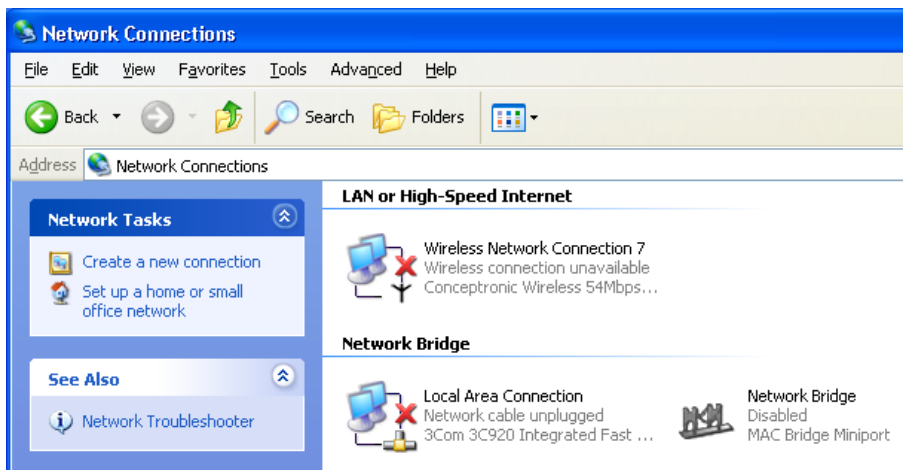 Network Connections
File Edit View Favorites Tools Advanced Help
Back Search Folders
Address Network Connections
Network Tasks
Create a new connection
Set up a home or small
office network
See Also
Network Troubleshooter
LAN or High-Speed Internet
Wireless Network Connection 7
Wireless connection unavailable
Conceptronic Wireless 54Mbps...
Network Bridge
Local Area Connection
Network cable unplugged
3Com 3C920 Integrated Fast ...
Network Bridge
Disabled
MAC Bridge Miniport